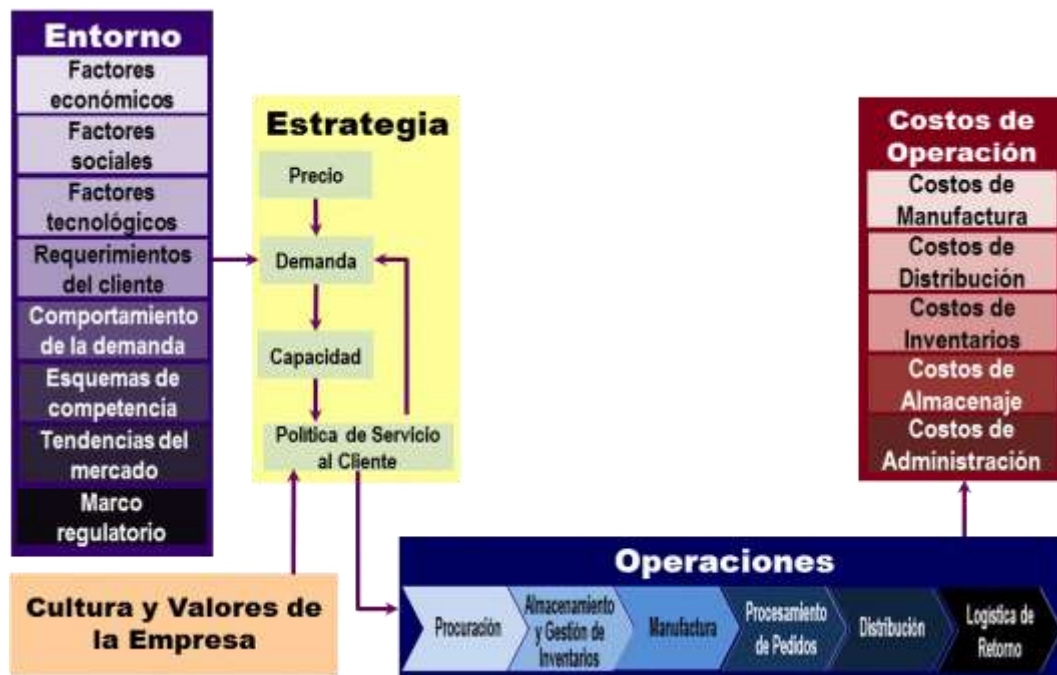 Entorno
Factores
económicos
Factores
sociales
Factores
tecnológicos
Requerimientos
del cliente
Comportamiento
de la demanda
Esquemas de
competencia
Tendencias del
mercado
Marco
regulatorio
Cultura y Valores de
la Empresa
Estrategia
Precio
Demanda
Capacidad
Política de Servicio
al Cliente
Costos de
Operación
Costos de
Manufactura
Costos de
Distribución
Costos de
Inventarios
Costos de
Almacenaje
Costos de
Administración
Operaciones
Procuración
Almacenamiento
y Gestión de
Inventarios
Manufactura
Procesamiento
de Pedidos
Distribución
Logística de
Retorno